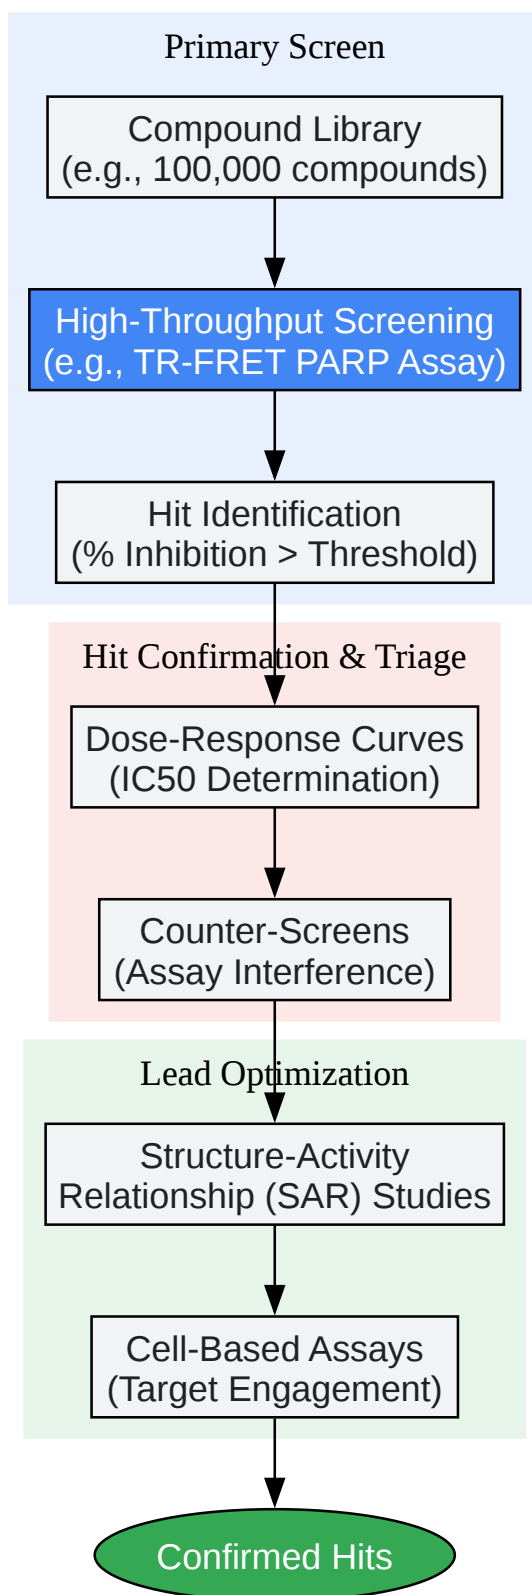 Primary Screen
Compound Library
(e.g., 100,000 compounds)
High-Throughput Screening
(e.g., TR-FRET PARP Assay)
Hit Identification
(% Inhibition > Threshold)
Hit Confirmation & Triage
Dose-Response Curves
(IC50 Determination)
Counter-Screens
(Assay Interference)
Lead Optimization
Structure-Activity
Relationship (SAR) Studies
Cell-Based Assays
(Target Engagement)
Confirmed Hits